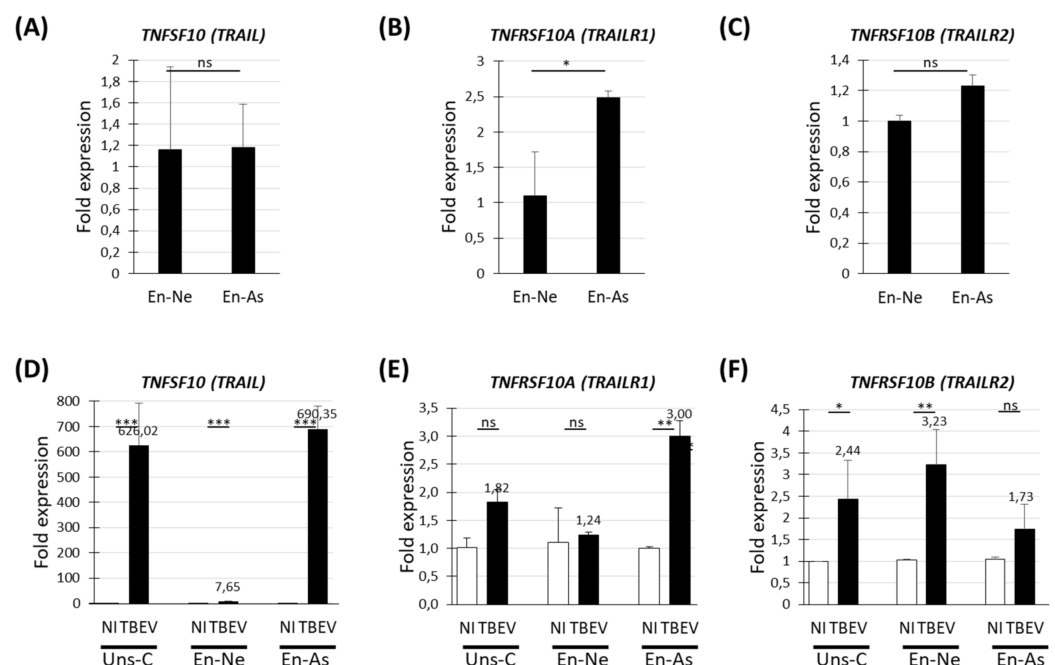 (A)
TNFSF10 (TRAIL)
Fold expression
2
1,8
1,6
1,4
1,2
1
0,8
0,6
0,4
0,2
0
ns
En-Ne En-As
(B)
TNFRSF10A (TRAILR1)
Fold expression
3
2,5
2
1,5
1
0,5
0
*
En-Ne En-As
(C)
TNFRSF10B (TRAILR2)
Fold expression
1,4
1,2
1
0,8
0,6
0,4
0,2
0
ns
En-Ne En-As
(D)
TNFSF10 (TRAIL)
Fold expression
800
700
600
500
400
300
200
100
0
*** *** ***
626,02 7,65 690,35
NI TBEV NI TBEV NI TBEV
Uns-C En-Ne En-As
(E)
TNFRSF10A (TRAILR1)
Fold expression
3,5
3,0
2,5
2,0
1,5
1,0
0,5
0,0
ns ns **
1,82 1,24 3,00
NI TBEV NI TBEV NI TBEV
Uns-C En-Ne En-As
(F)
TNFRSF10B (TRAILR2)
Fold expression
4,5
4
3,5
3
2,5
2
1,5
1
0,5
0
* ** ns
2,44 3,23 1,73
NI TBEV NI TBEV NI TBEV
Uns-C En-Ne En-As